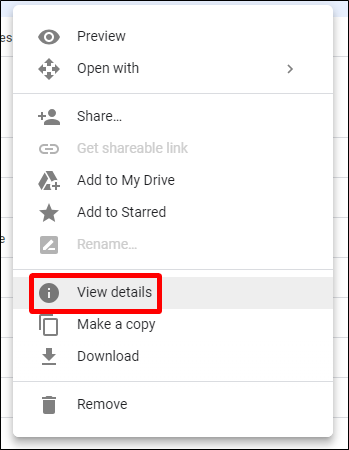 es
Preview
Open with
Share...
Get shareable link
Add to My Drive
Add to Starred
Rename...
e
View details
Make a copy
Download
Remove